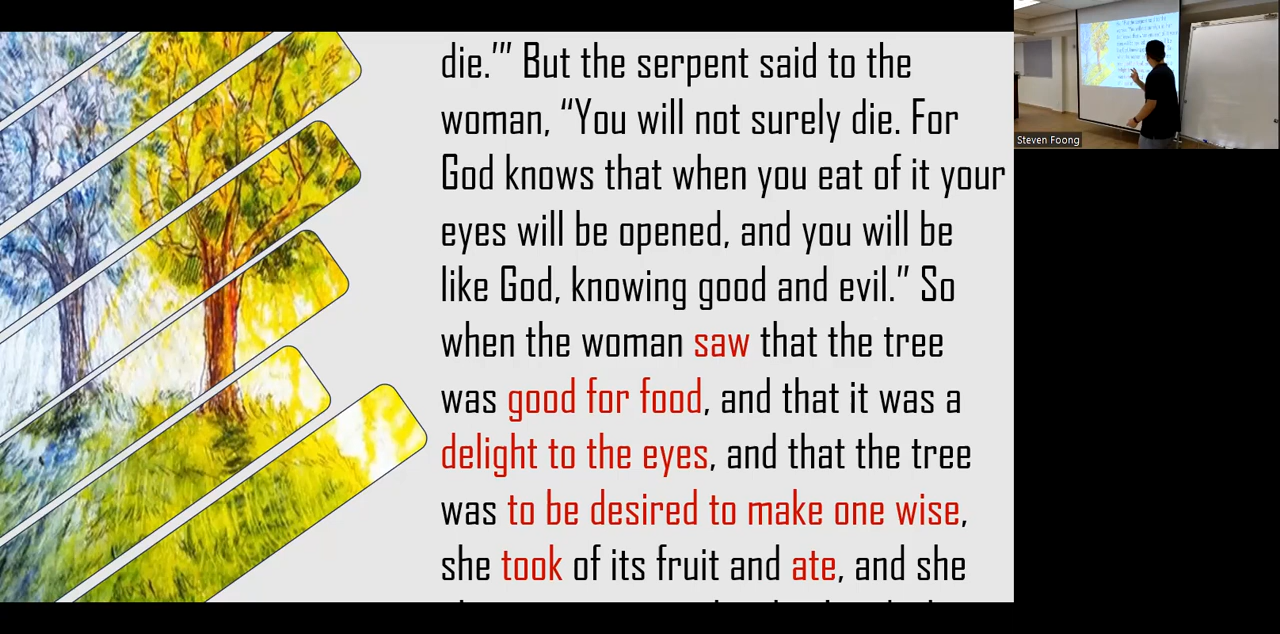 die.’” But the serpent said to the
woman, “You will not surely die. For
God knows that when you eat of it your
eyes will be opened, and you will be
like God, knowing good and evil.” So
when the woman saw that the tree
was good for food, and that it was a
delight to the eyes, and that the tree
was to be desired to make one wise,
she took of its fruit and ate, and she
Steven Foong